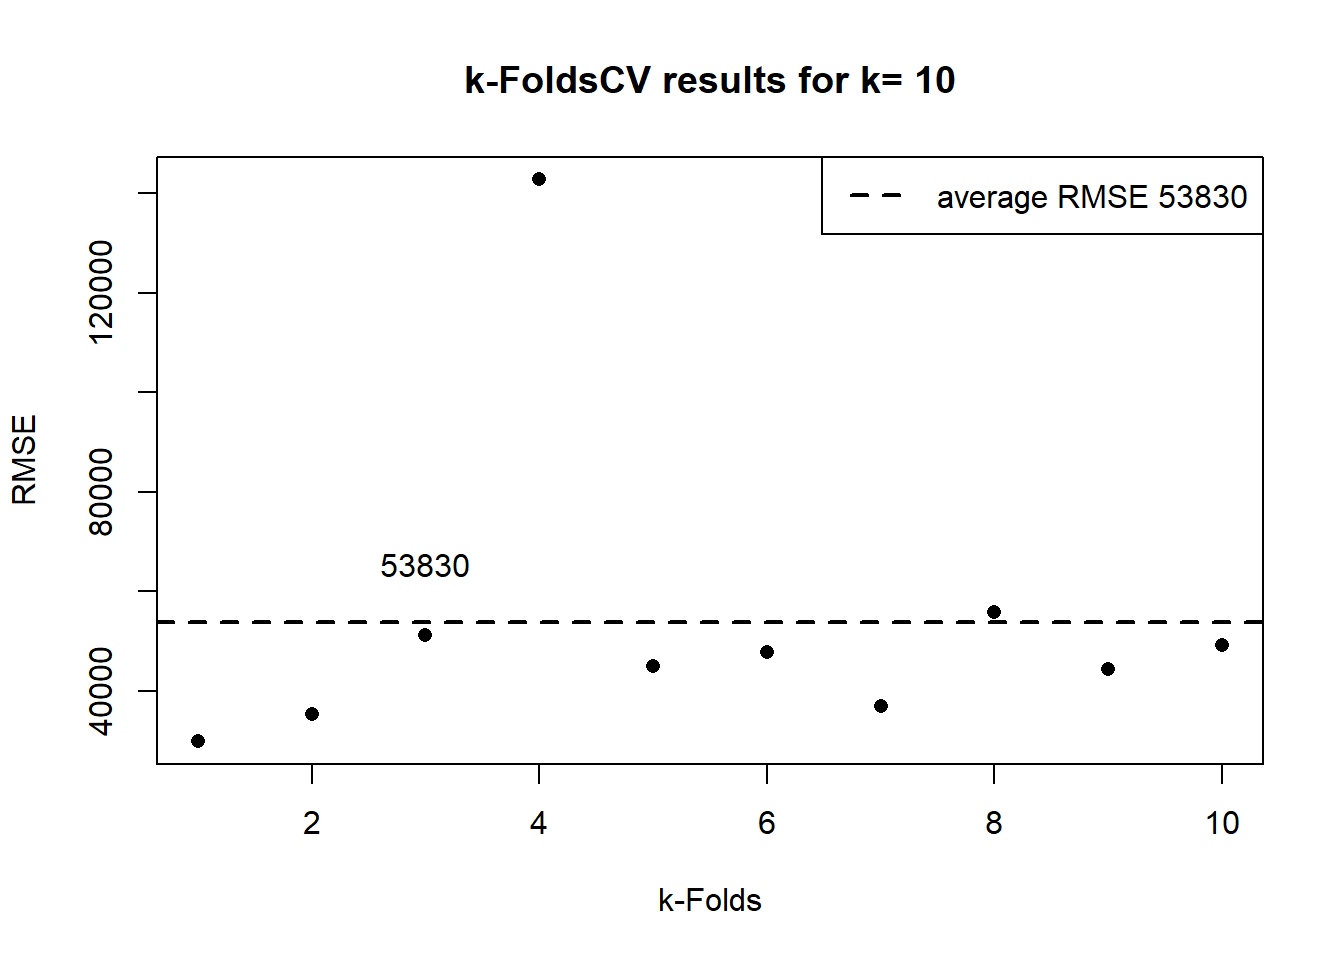 k-FoldsCV results for k= 10
average RMSE 53830
RMSE
120000
80000
40000
53830
2 4 6 8 10
k-Folds